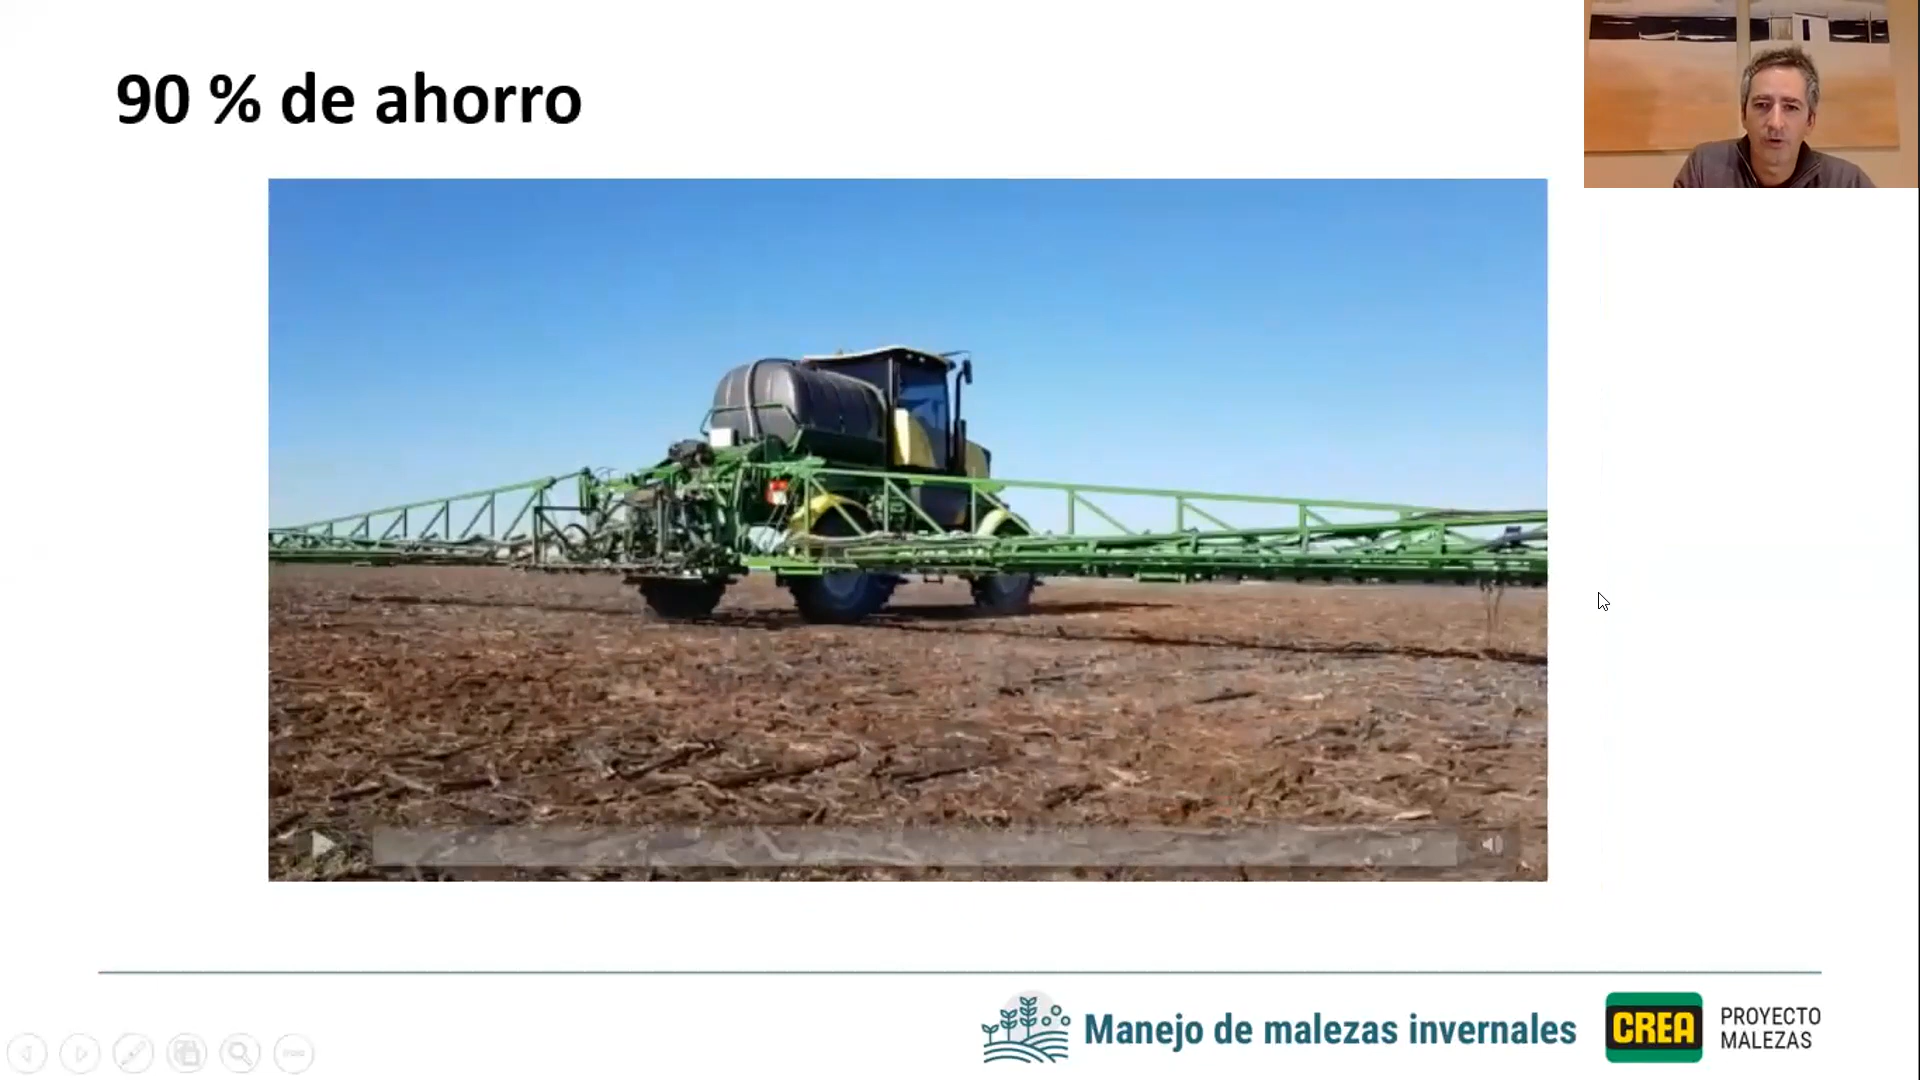 90 % de ahorro
Manejo de malezas invernales
CREA
PROYECTO
MALEZAS